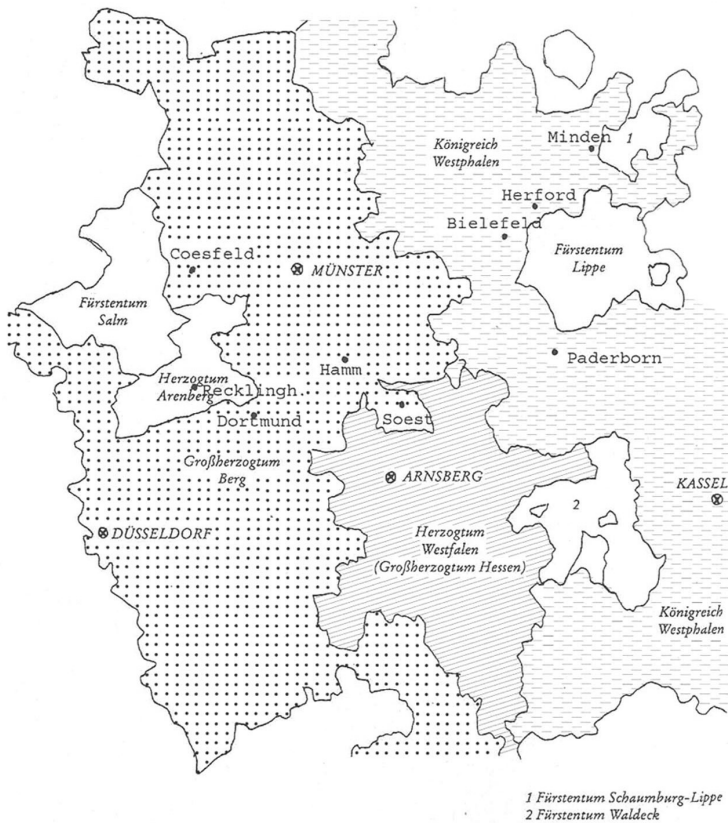 Königreich
Westphalen
Minden
1
Herford
Bielefeld
Fürstentum
Lippe
Coesfeld
MÜNSTER
Fürstentum
Salm
Hamm
Paderborn
Herzogtum
Recklingh.
Arenberg
Dortmund
Soest
Großherzogtum
Berg
ARNSBERG
KASSEL
2
DÜSSELDORF
Herzogtum
Westfalen
(Großherzogtum Hessen)
Königreich
Westphalen
1 Fürstentum Schaumburg-Lippe
2 Fürstentum Waldeck